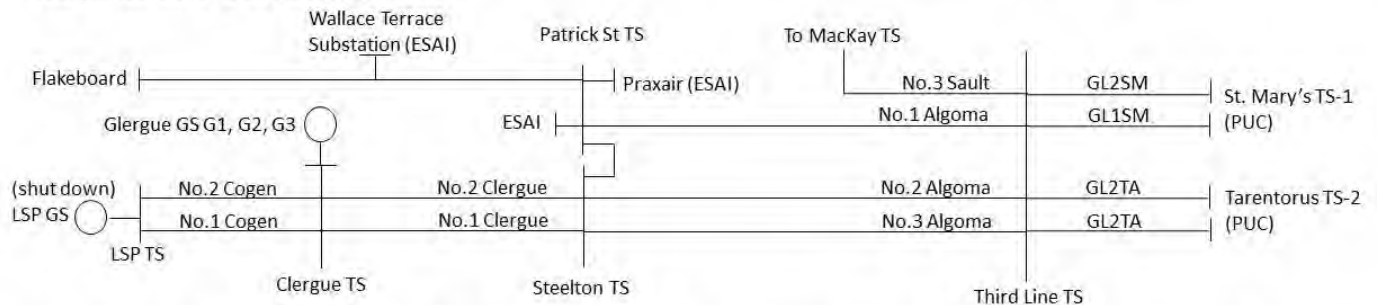 Wallace Terrace
Substation (ESAI)
Patrick St TS
To MacKay TS
Flakeboard
Praxair (ESAI)
No.3 Sault
GL2SM
St. Mary's TS-1
(PUC)
Glergue GS G1, G2, G3
ESAI
No.1 Algoma
GL1SM
(shut down)
LSP GS
No.2 Cogen
No.2 Clergue
No.2 Algoma
GL2TA
Tarentorus TS-2
(PUC)
No.1 Cogen
No.1 Clergue
No.3 Algoma
GL2TA
LSP TS
Clergue TS
Steelton TS
Third Line TS